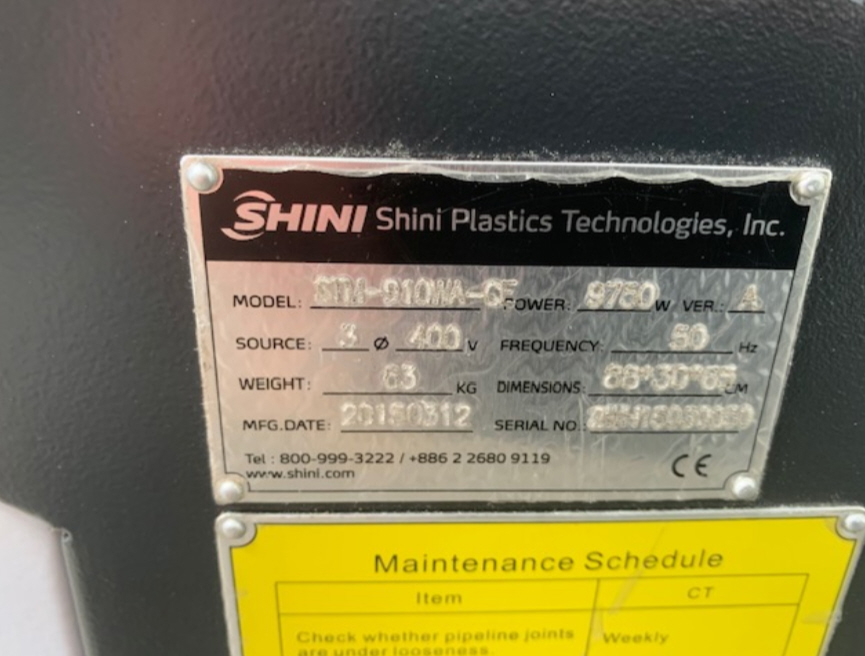 SHINI Shini Plastics Technologies, Inc.
MODEL: POWER: 9750 W VER.: A
SOURCE: 3 Ø 400 V FREQUENCY: 50 Hz
WEIGHT: 63 KG DIMENSIONS: CM
MFG.DATE: 20150312 SERIAL NO.:
Tel : 800-999-3222 / +886 2 2680 9119
www.shini.com
CE
Maintenance Schedule
Item CT
Check whether pipeline joints Weekly
are under looseness.